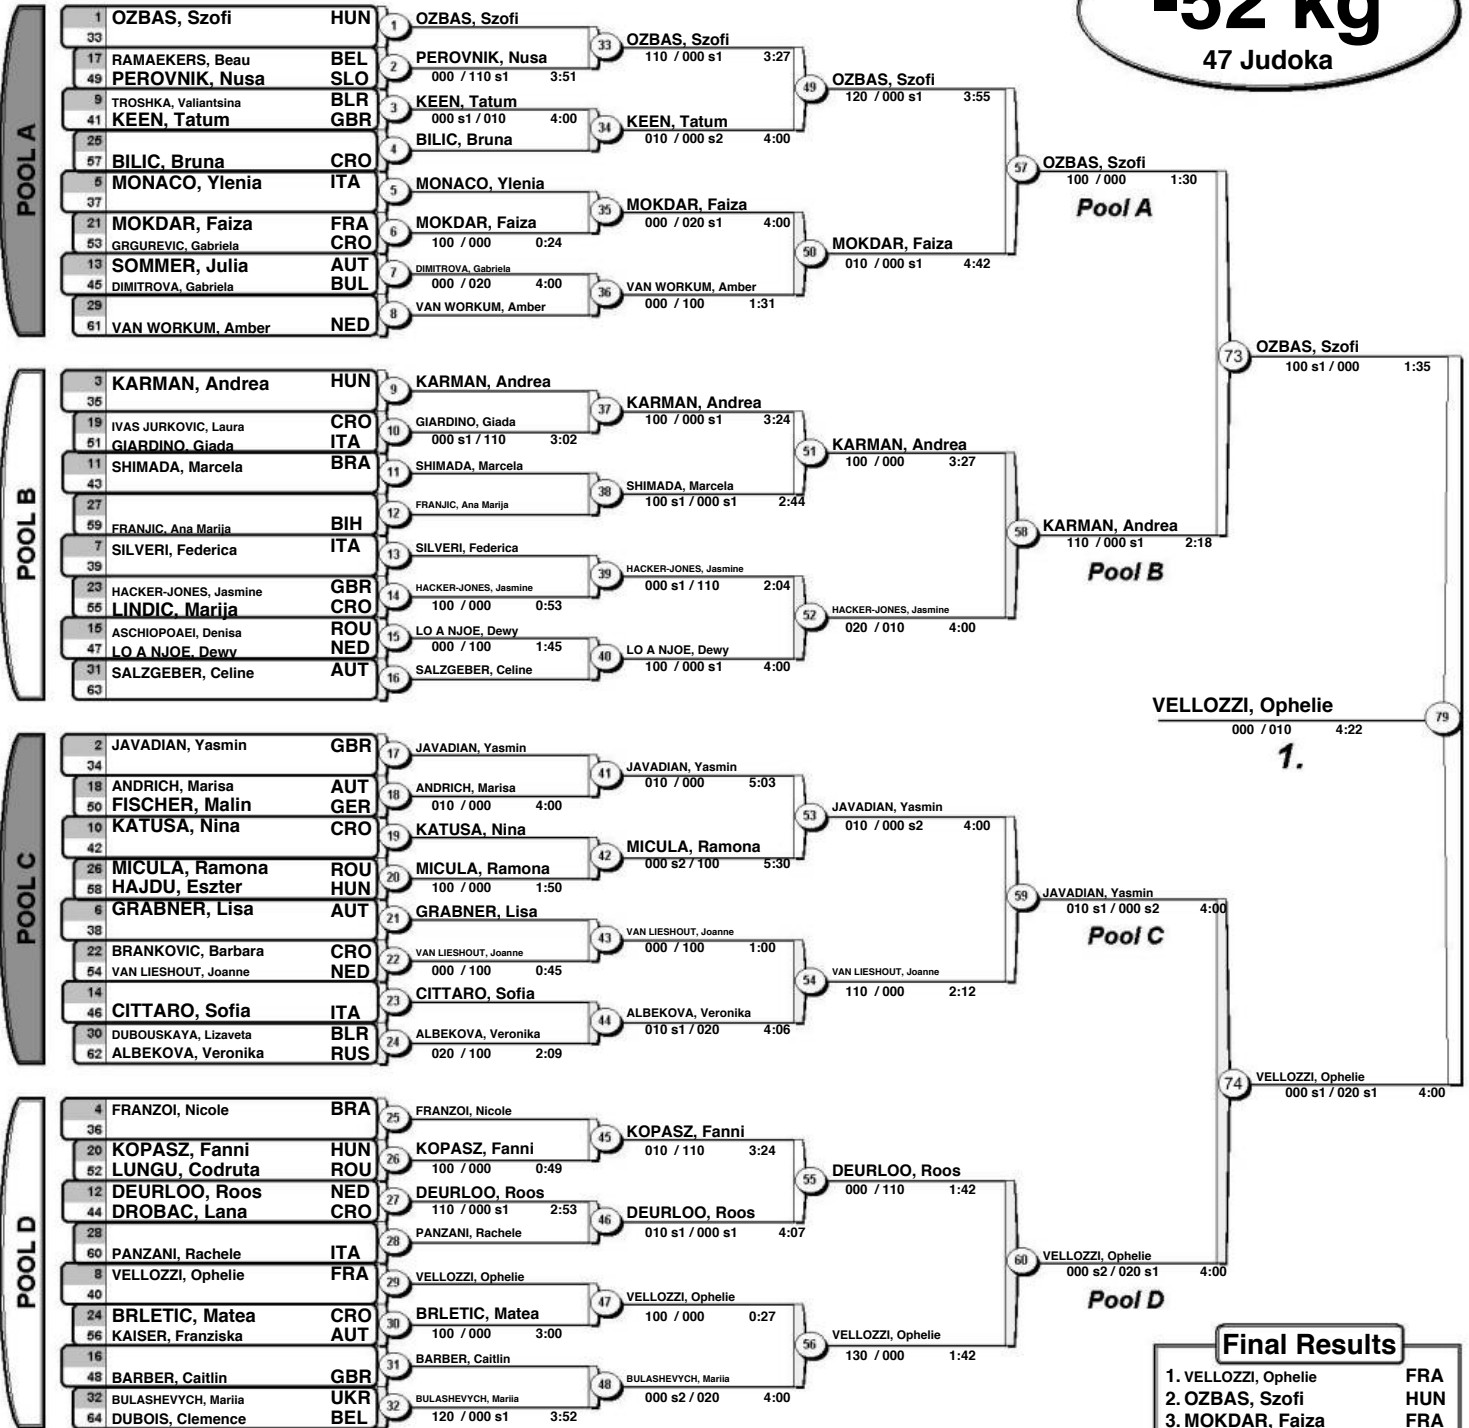 -52 kg
47 Judoka
POOL A
1 OZBAS, Szofi HUN
33
17 RAMAEKERS, Beau BEL
49 PEROVNIK, Nusa SLO
9 TROSHKA, Valiantsina BLR
41 KEEN, Tatum GBR
25
57 BILIC, Bruna CRO
5 MONACO, Ylenia ITA
37
21 MOKDAR, Faiza FRA
53 GRGUREVIC, Gabriela CRO
13 SOMMER, Julia AUT
45 DIMITROVA, Gabriela BUL
29
61 VAN WORKUM, Amber NED
1 OZBAS, Szofi
2 PEROVNIK, Nusa
000 / 110 s1 3:51
3 KEEN, Tatum
000 s1 / 010 4:00
4 BILIC, Bruna
5 MONACO, Ylenia
6 MOKDAR, Faiza
100 / 000 0:24
7 DIMITROVA, Gabriela
000 / 020 4:00
8 VAN WORKUM, Amber
33 OZBAS, Szofi
110 / 000 s1 3:27
34 KEEN, Tatum
010 / 000 s2 4:00
35 MOKDAR, Faiza
000 / 020 s1 4:00
36 VAN WORKUM, Amber
000 / 100 1:31
49 OZBAS, Szofi
120 / 000 s1 3:55
50 MOKDAR, Faiza
010 / 000 s1 4:42
57 OZBAS, Szofi
100 / 000 1:30
Pool A
POOL B
3 KARMAN, Andrea HUN
35
19 IVAS JURKOVIC, Laura CRO
51 GIARDINO, Giada ITA
11 SHIMADA, Marcela BRA
43
27
59 FRANJIC, Ana Marija BIH
7 SILVERI, Federica ITA
39
23 HACKER-JONES, Jasmine GBR
55 LINDIC, Marija CRO
15 ASCHIOPOAEI, Denisa ROU
47 LO A NJOE, Dewy NED
31 SALZGEBER, Celine AUT
63
9 KARMAN, Andrea
10 GIARDINO, Giada
000 s1 / 110 3:02
11 SHIMADA, Marcela
12 FRANJIC, Ana Marija
13 SILVERI, Federica
14 HACKER-JONES, Jasmine
100 / 000 0:53
15 LO A NJOE, Dewy
000 / 100 1:45
16 SALZGEBER, Celine
37 KARMAN, Andrea
100 / 000 s1 3:24
38 SHIMADA, Marcela
100 s1 / 000 s1 2:44
39 HACKER-JONES, Jasmine
000 s1 / 110 2:04
40 LO A NJOE, Dewy
100 / 000 s1 4:00
51 KARMAN, Andrea
100 / 000 3:27
52 HACKER-JONES, Jasmine
020 / 010 4:00
58 KARMAN, Andrea
110 / 000 s1 2:18
Pool B
73 OZBAS, Szofi
100 s1 / 000 1:35
VELLOZZI, Ophelie 79
000 / 010 4:22
1.
POOL C
2 JAVADIAN, Yasmin GBR
34
18 ANDRICH, Marisa AUT
50 FISCHER, Malin GER
10 KATUSA, Nina CRO
42
26 MICULA, Ramona ROU
58 HAJDU, Eszter HUN
6 GRABNER, Lisa AUT
38
22 BRANKOVIC, Barbara CRO
54 VAN LIESHOUT, Joanne NED
14
46 CITTARO, Sofia ITA
30 DUBOUSKAYA, Lizaveta BLR
62 ALBEKOVA, Veronika RUS
17 JAVADIAN, Yasmin
18 ANDRICH, Marisa
010 / 000 4:00
19 KATUSA, Nina
20 MICULA, Ramona
100 / 000 1:50
21 GRABNER, Lisa
22 VAN LIESHOUT, Joanne
000 / 100 0:45
23 CITTARO, Sofia
24 ALBEKOVA, Veronika
020 / 100 2:09
41 JAVADIAN, Yasmin
010 / 000 5:03
42 MICULA, Ramona
000 s2 / 100 5:30
43 VAN LIESHOUT, Joanne
000 / 100 1:00
44 ALBEKOVA, Veronika
010 s1 / 020 4:06
53 JAVADIAN, Yasmin
010 / 000 s2 4:00
54 VAN LIESHOUT, Joanne
110 / 000 2:12
59 JAVADIAN, Yasmin
010 s1 / 000 s2 4:00
Pool C
POOL D
4 FRANZOI, Nicole BRA
36
20 KOPASZ, Fanni HUN
52 LUNGU, Codruta ROU
12 DEURLOO, Roos NED
44 DROBAC, Lana CRO
28
60 PANZANI, Rachele ITA
8 VELLOZZI, Ophelie FRA
40
24 BRLETIC, Matea CRO
56 KAISER, Franziska AUT
16
48 BARBER, Caitlin GBR
32 BULASHEVYCH, Mariia UKR
64 DUBOIS, Clemence BEL
25 FRANZOI, Nicole
26 KOPASZ, Fanni
100 / 000 0:49
27 DEURLOO, Roos
110 / 000 s1 2:53
28 PANZANI, Rachele
29 VELLOZZI, Ophelie
30 BRLETIC, Matea
100 / 000 3:00
31 BARBER, Caitlin
32 BULASHEVYCH, Mariia
120 / 000 s1 3:52
45 KOPASZ, Fanni
010 / 110 3:24
46 DEURLOO, Roos
010 s1 / 000 s1 4:07
47 VELLOZZI, Ophelie
100 / 000 0:27
48 BULASHEVYCH, Mariia
000 s2 / 020 4:00
55 DEURLOO, Roos
000 / 110 1:42
56 VELLOZZI, Ophelie
130 / 000 1:42
60 VELLOZZI, Ophelie
000 s2 / 020 s1 4:00
Pool D
74 VELLOZZI, Ophelie
000 s1 / 020 s1 4:00
Final Results
1. VELLOZZI, Ophelie FRA
2. OZBAS, Szofi HUN
3. MOKDAR, Faiza FRA